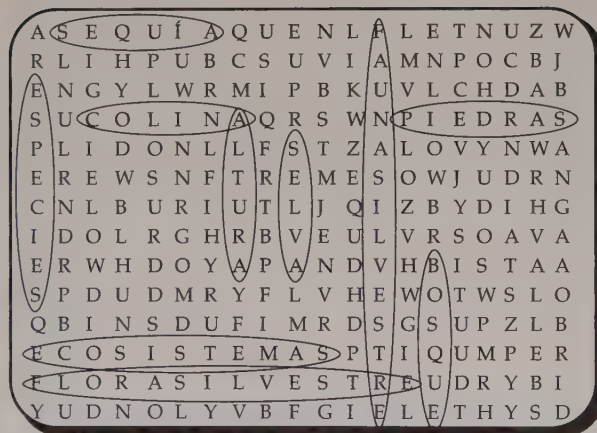 A S E Q U Í A Q U E N L F L E T N U Z W
R L I H P U B C S U V I A M N P O C B J
E N G Y L W R M I P B K U V L C H D A B
S U C O L I N A Q R S W N P I E D R A S
P L I D O N L L F S T Z A L O V Y N W A
E R E W S N F T R E M E S O W J U D R N
C N L B U R I U T L J Q I Z B Y D I H G
I D O L R G H R B V E U L V R S O A V A
E R W H D O Y A P A N D V H B I S T A A
S P D U D M R Y F L V H E W O T W S L O
Q B I N S D U F I M R D S G S U P Z L B
E C O S I S T E M A S P T I Q U M P E R
F L O R A S I L V E S T R E U D R Y B I
Y U D N O L Y V B F G I E L E T H Y S D